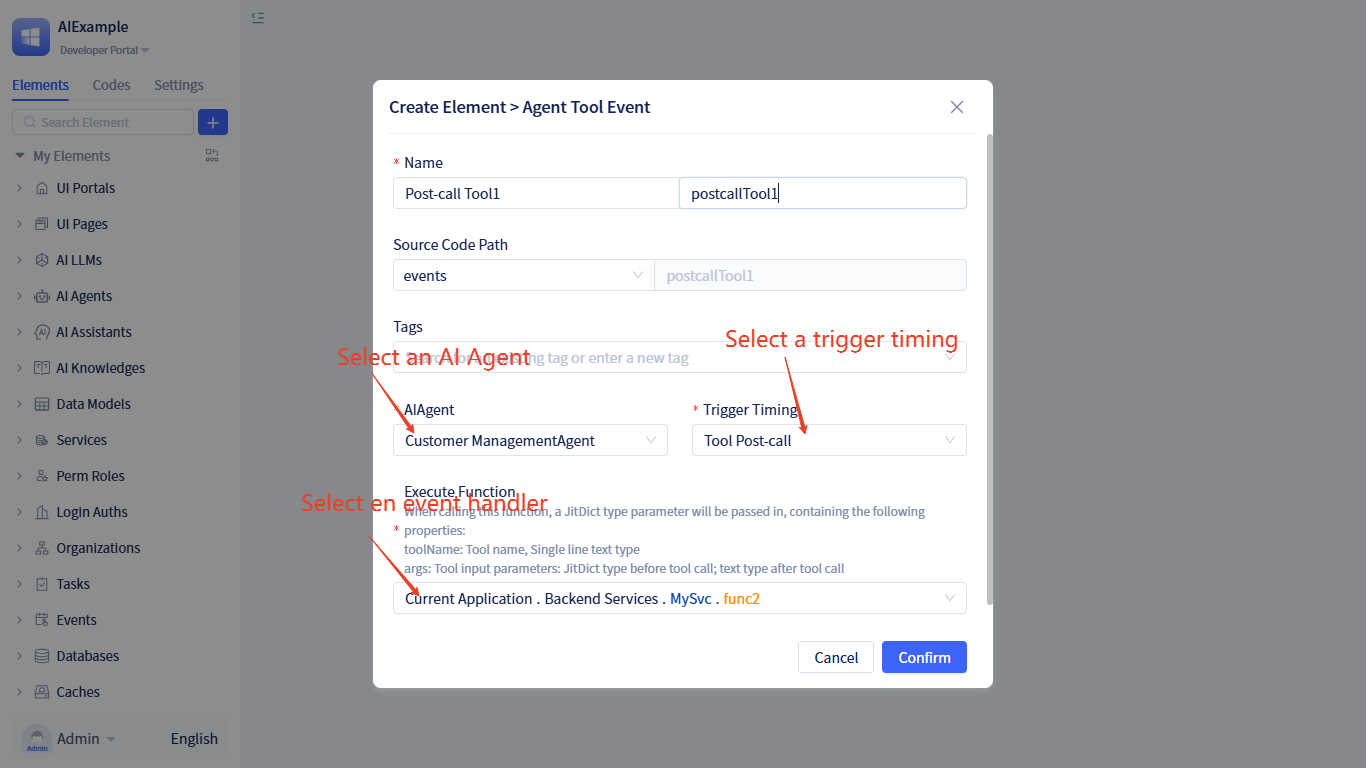 AIExample
Developer Portal
Elements Codes Settings
Search Element
My Elements
UI Portals
UI Pages
AI LLMs
AI Agents
AI Assistants
AI Knowledges
Data Models
Services
Perm Roles
Login Auths
Organizations
Tasks
Events
Databases
Caches
Admin
Admin English
Create Element > Agent Tool Event
* Name
Post-call Tool1 postcallTool1
Source Code Path
events postcallTool1
Tags
Select a trigger timing
Search for an existing tag or enter a new tag
Select an AI Agent
* AIAgent * Trigger Timing
Customer ManagementAgent Tool Post-call
Execute Function
Select en event handler
When calling this function, a JitDict type parameter will be passed in, containing the following
* properties:
toolName: Tool name, Single line text type
args: Tool input parameters: JitDict type before tool call; text type after tool call
Current Application . Backend Services . MySvc . func2
Cancel Confirm